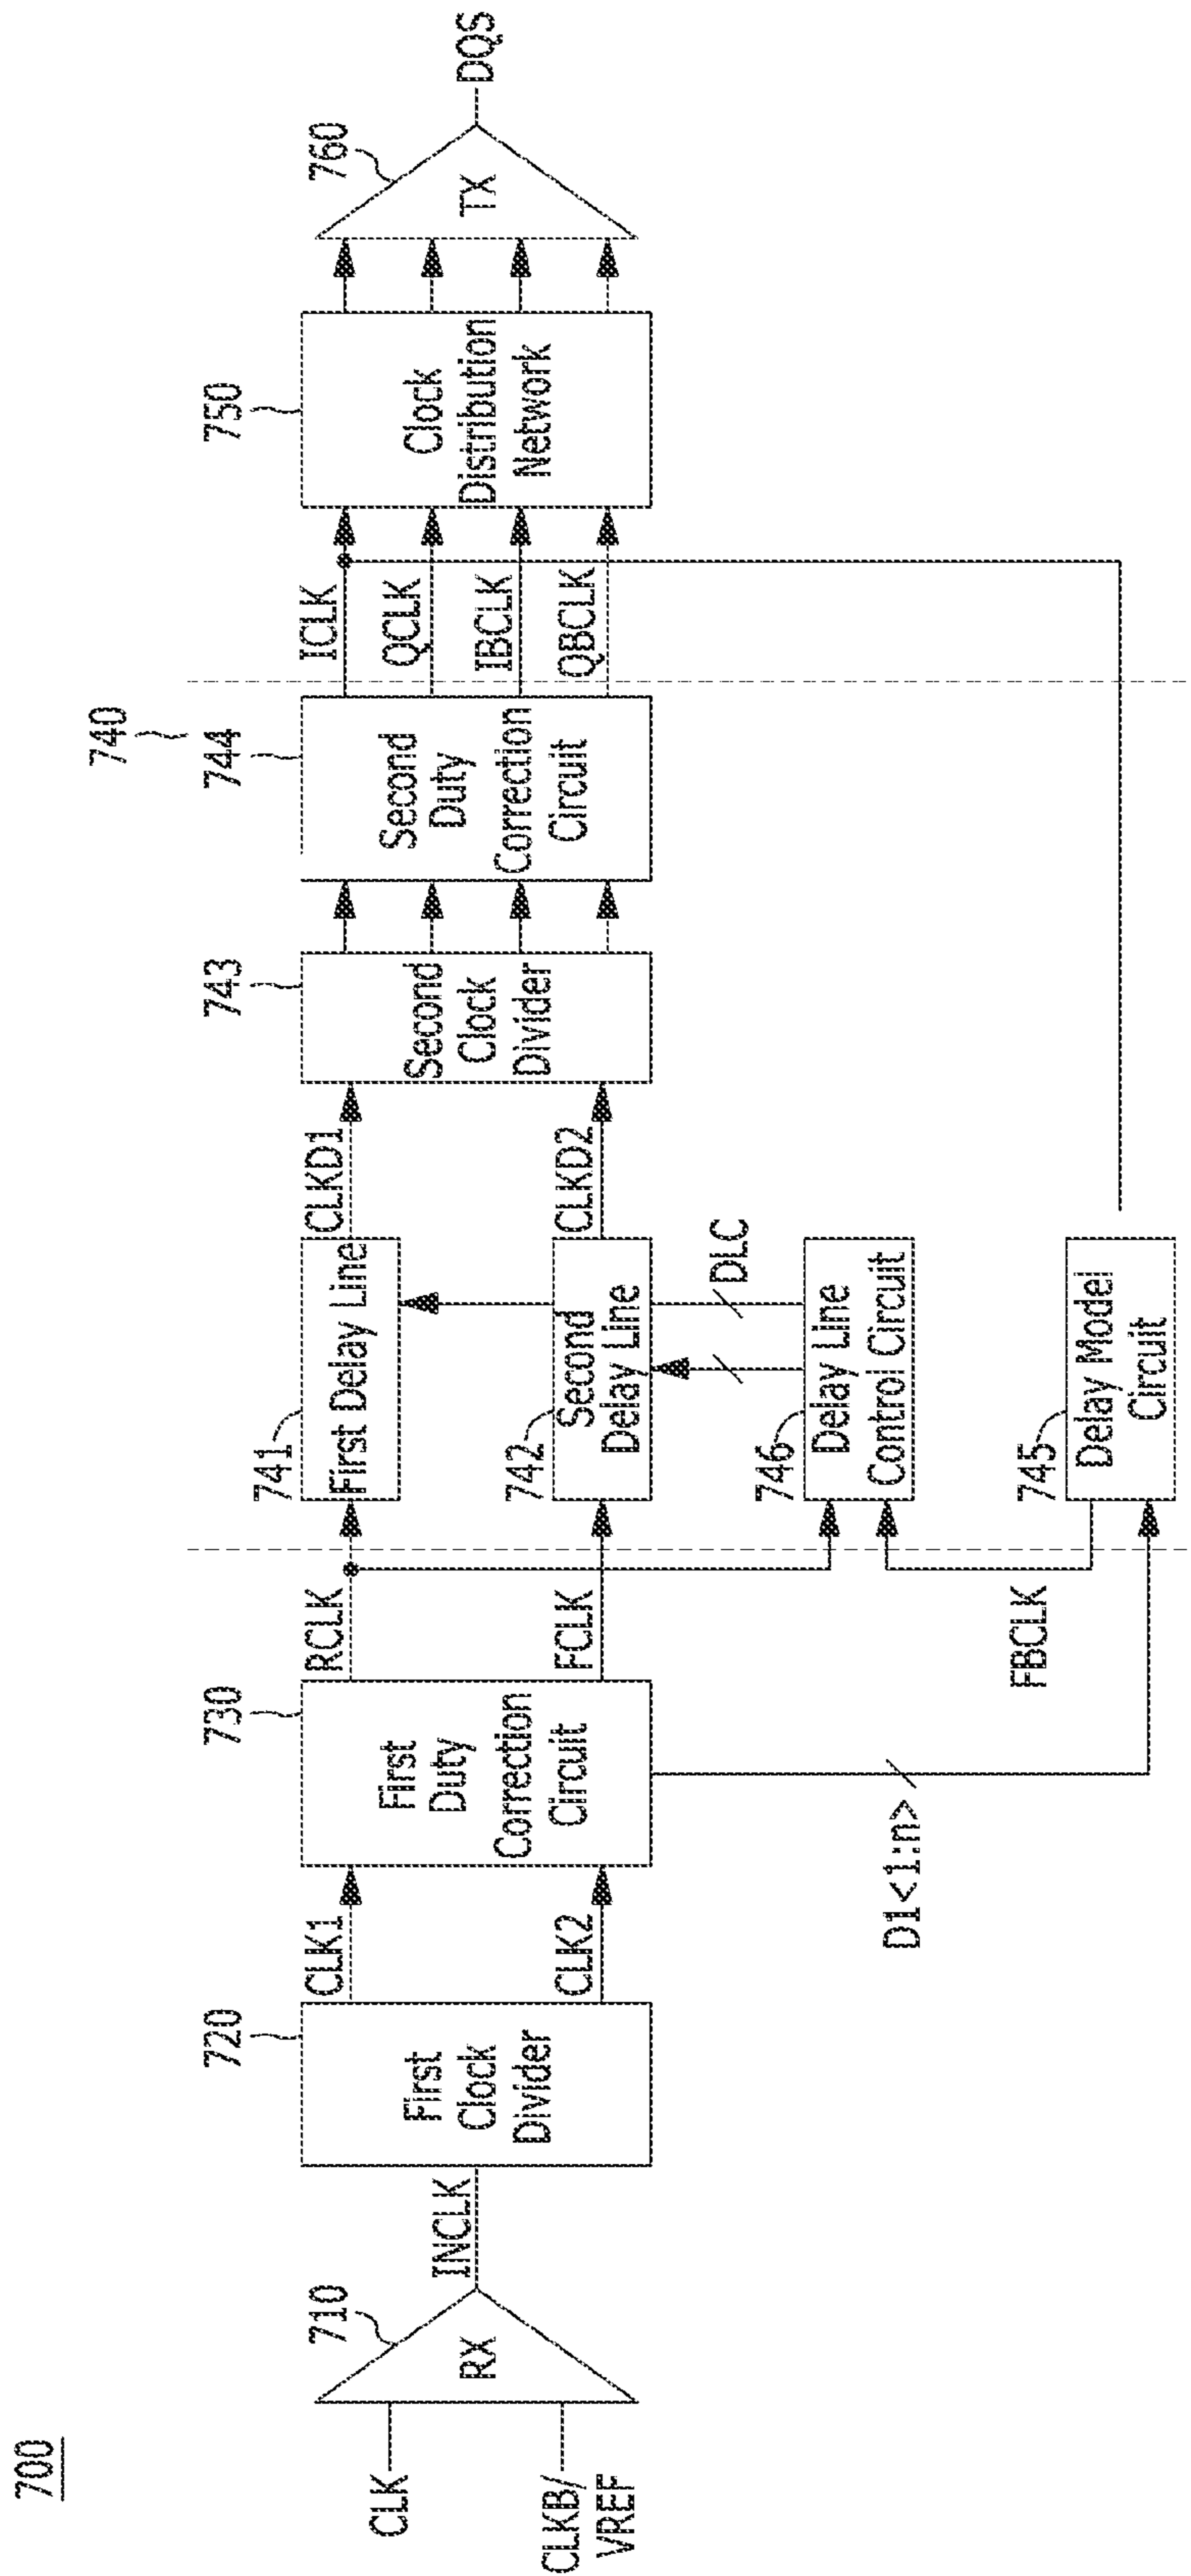 700
CLK
CLKB/
VREF
710
RX
INCLK
720
First
Clock
Divider
CLK1
CLK2
730
First
Duty
Correction
Circuit
D1<1:n>
RCLK
FCLK
FBCLK
740
741
First Delay Line
742
Second
Delay Line
746
Delay Line
Control Circuit
745
Delay Model
Circuit
DLC
CLKD1
CLKD2
743
Second
Clock
Divider
744
Second
Duty
Correction
Circuit
ICLK
QCLK
IBCLK
QBCLK
750
Clock
Distribution
Network
760
TX
DQS